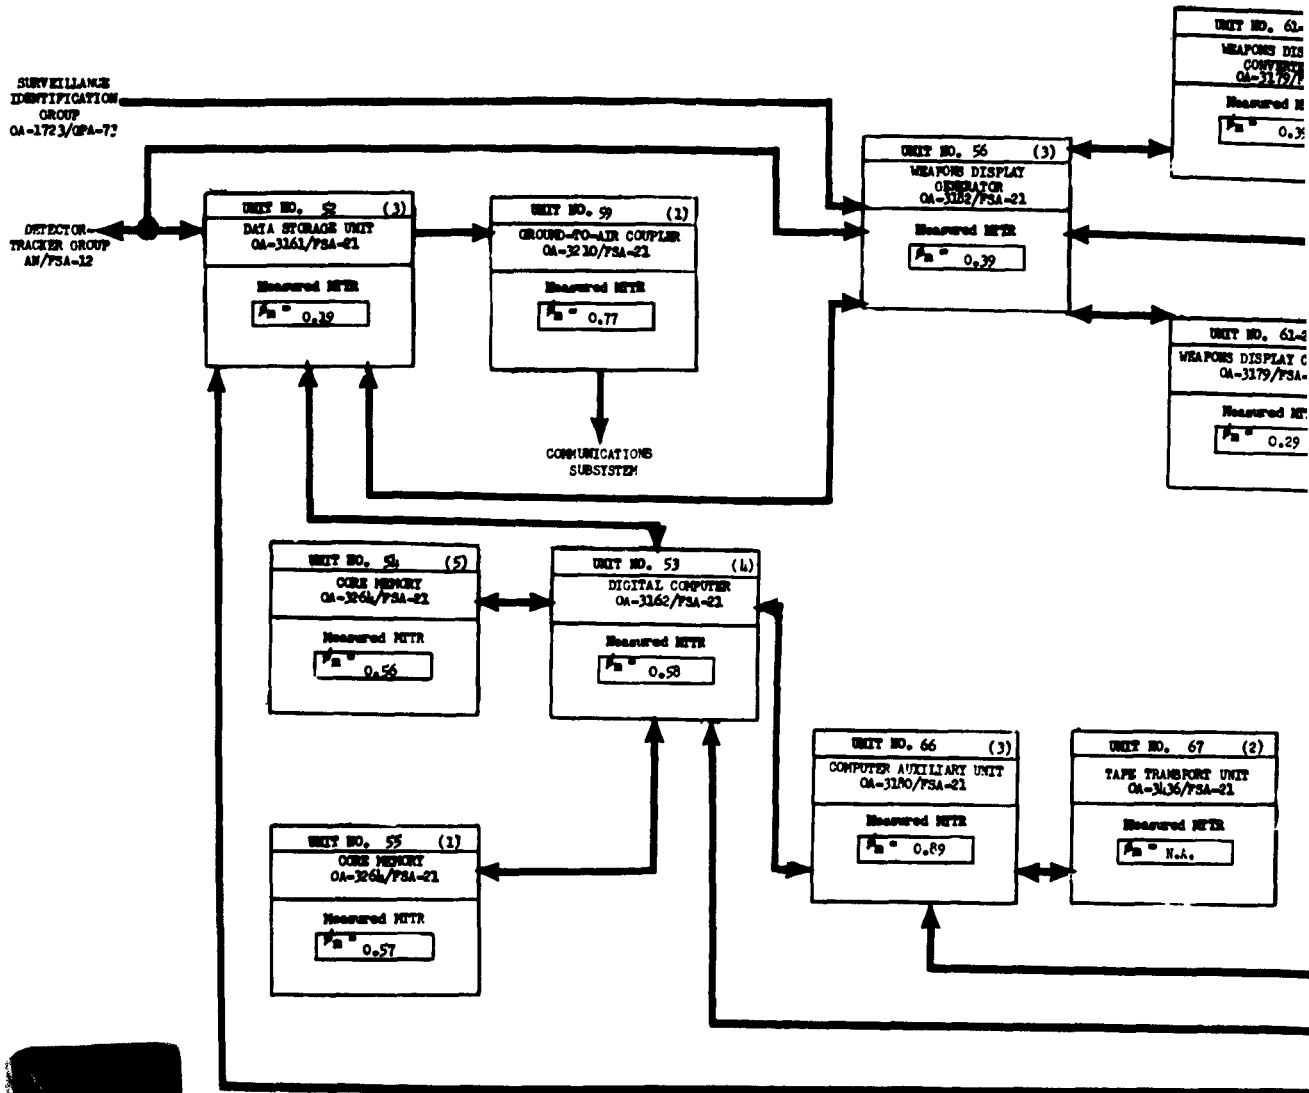 SURVEILLANCE
IDENTIFICATION
GROUP
OA-1723/GPA-73
DETECTOR-
TRACKER GROUP
AN/FSA-12
UNIT NO. 52 (3)
DATA STORAGE UNIT
OA-3161/FSA-21
Measured MTTR
0.19
UNIT NO. 59 (1)
GROUND-TO-AIR COUPLER
OA-3210/FSA-21
Measured MTTR
0.77
COMMUNICATIONS
SUBSYSTEM
UNIT NO. 56 (3)
WEAPONS DISPLAY
GENERATOR
OA-3182/FSA-21
Measured MTTR
0.39
UNIT NO. 61-
WEAPONS DIS
CONVERTE
OA-3179/F
Measured M
0.39
UNIT NO. 61-2
WEAPONS DISPLAY C
OA-3179/FSA-
Measured MT
0.29
UNIT NO. 54 (5)
CORE MEMORY
OA-3264/FSA-21
Measured MTTR
0.56
UNIT NO. 53 (4)
DIGITAL COMPUTER
OA-3162/FSA-21
Measured MTTR
0.58
UNIT NO. 55 (1)
CORE MEMORY
OA-3264/FSA-21
Measured MTTR
0.57
UNIT NO. 66 (3)
COMPUTER AUXILIARY UNIT
OA-3180/FSA-21
Measured MTTR
0.89
UNIT NO. 67 (2)
TAPE TRANSPORT UNIT
OA-3436/FSA-21
Measured MTTR
N.A.